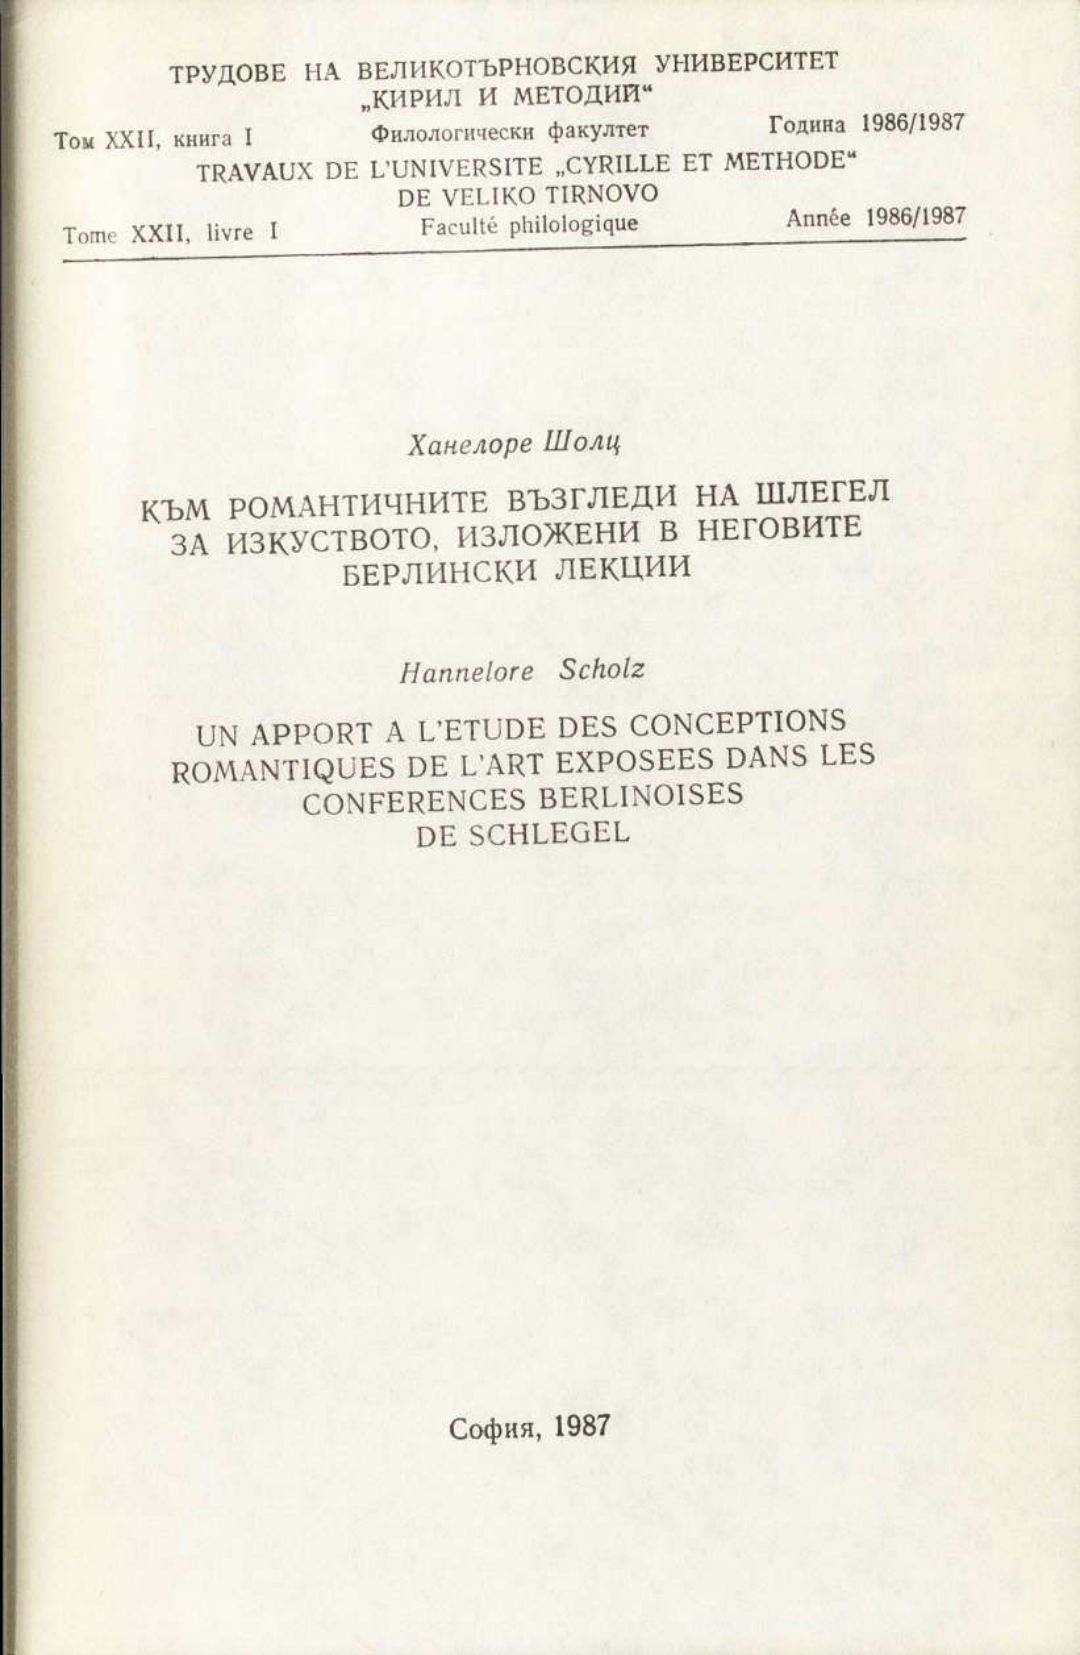 ТРУДОВЕ НА ВЕЛИКОТЪРНОВСКИЯ УНИВЕРСИТЕТ
„КИРИЛ И МЕТОДИЙ“
Том XXII, книга I Филологически факултет Година 1986/1987
TRAVAUX DE L'UNIVERSITE „CYRILLE ET METHODE“
DE VELIKO TIRNOVO
Tome XXII, livre I Faculté philologique Année 1986/1987
Ханелоре Шолц
КЪМ РОМАНТИЧНИТЕ ВЪЗГЛЕДИ НА ШЛЕГЕЛ
ЗА ИЗКУСТВОТО, ИЗЛОЖЕНИ В НЕГОВИТЕ
БЕРЛИНСКИ ЛЕКЦИИ
Hannelore Scholz
UN APPORT A L'ETUDE DES CONCEPTIONS
ROMANTIQUES DE L'ART EXPOSEES DANS LES
CONFERENCES BERLINOISES
DE SCHLEGEL
София, 1987